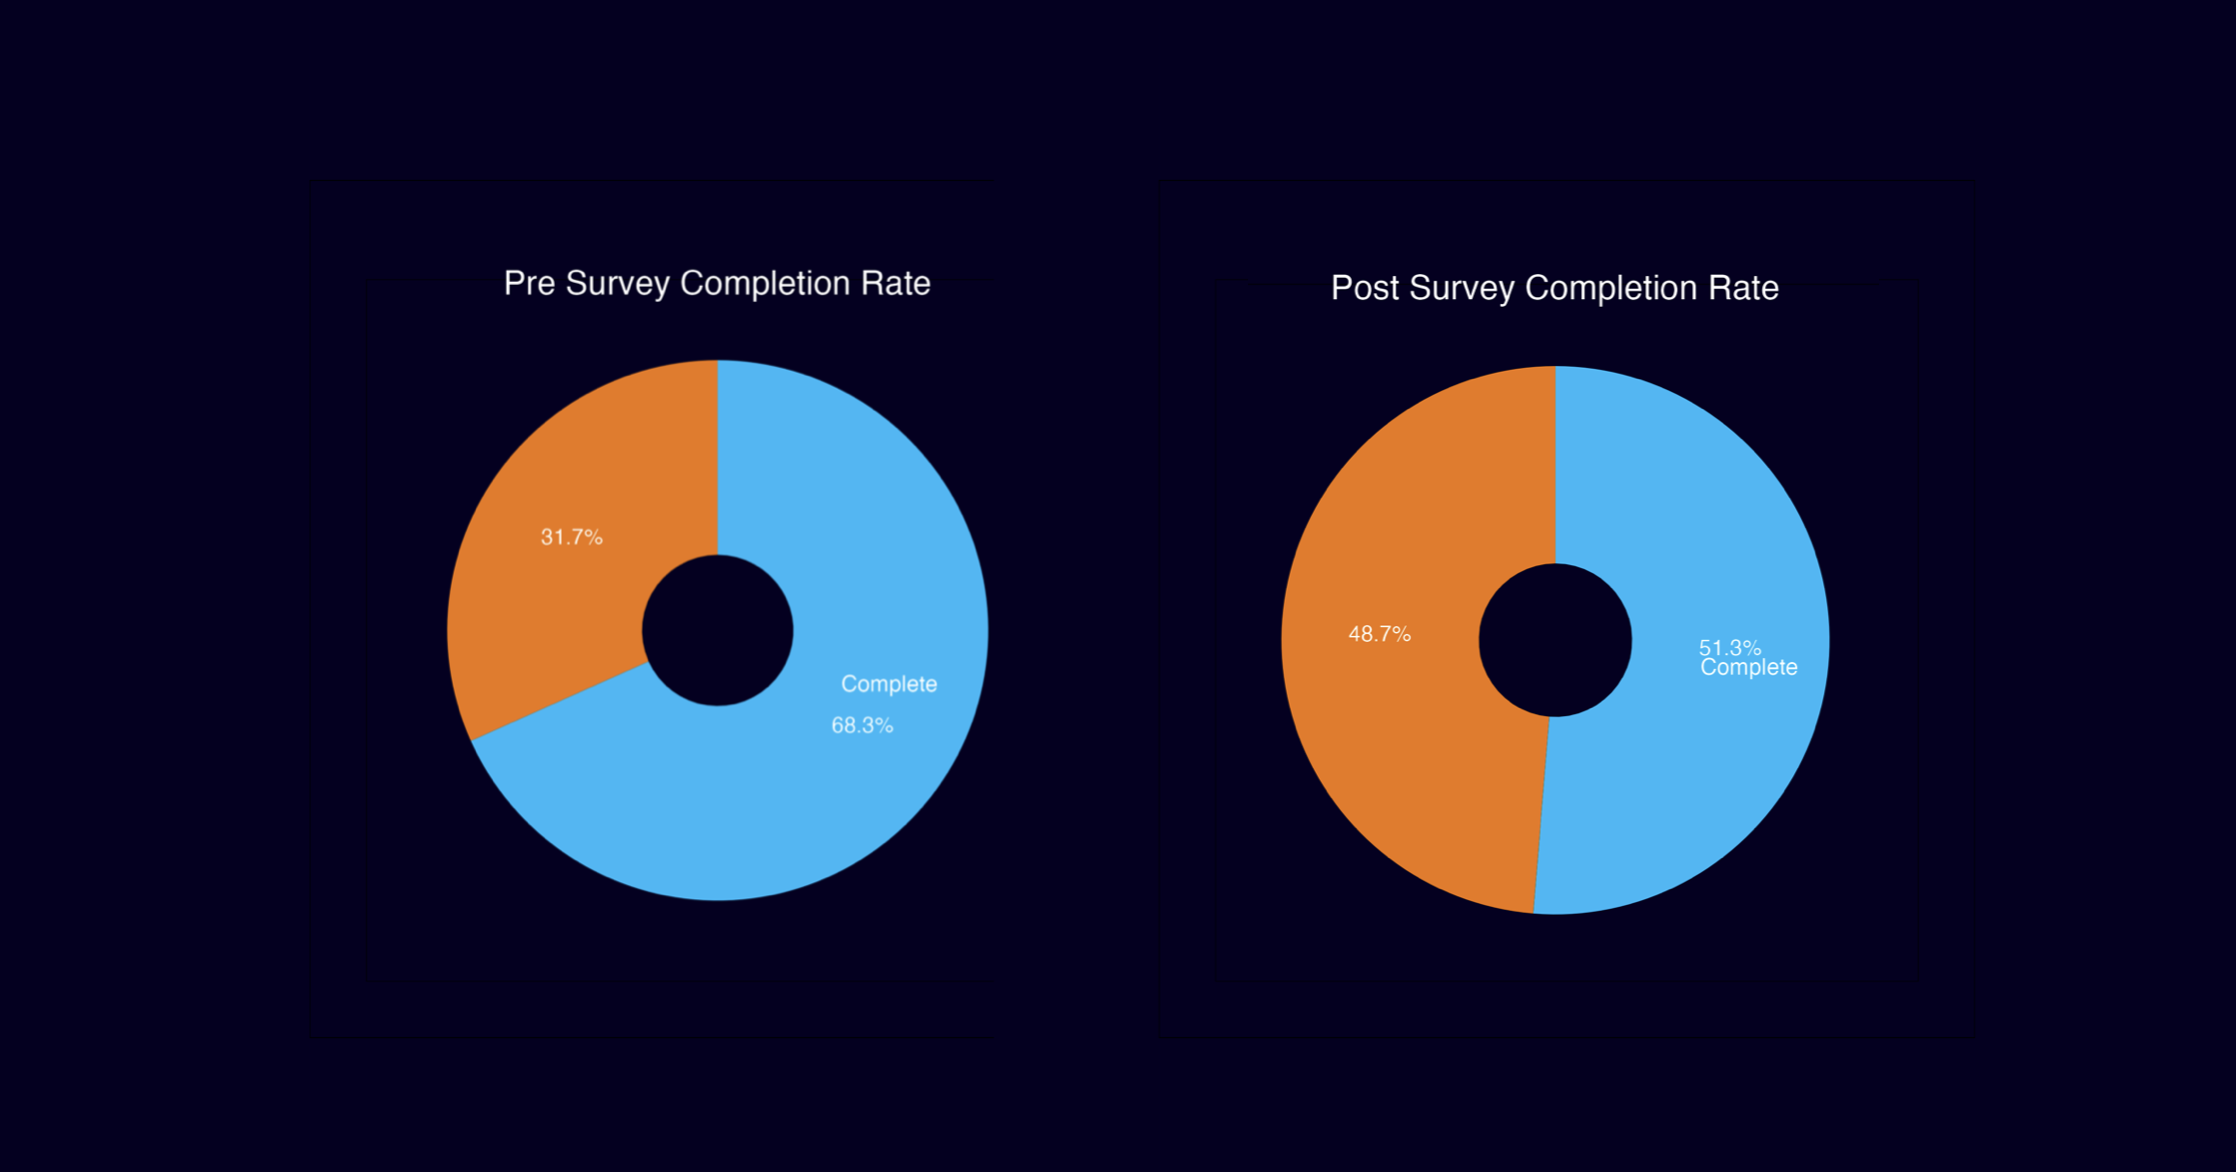 Pre Survey Completion Rate
31.7%
Complete
68.3%
Post Survey Completion Rate
48.7%
51.3%
Complete